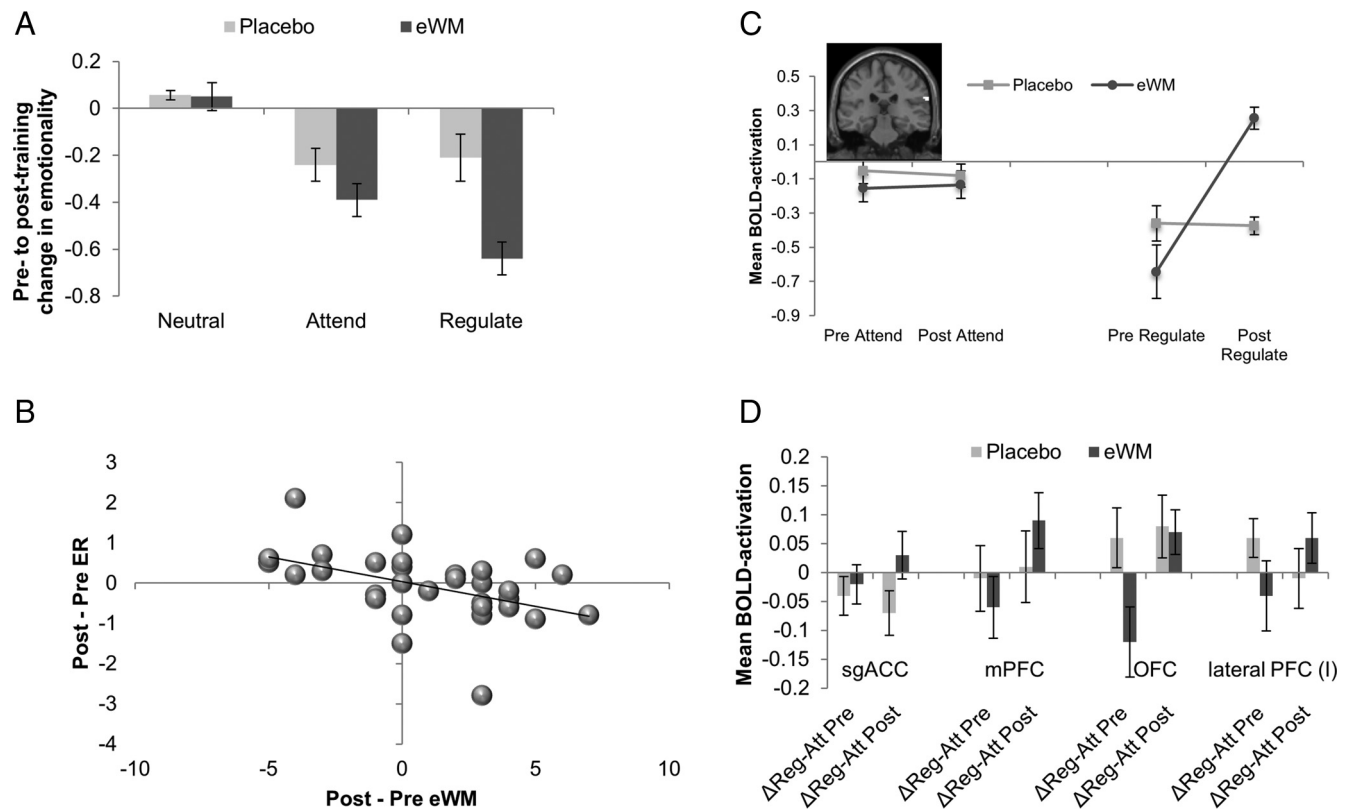 A
Placebo eWM
Pre- to post-training
change in emotionality
0.2
0
-0.2
-0.4
-0.6
-0.8
Neutral Attend Regulate
B
Post - Pre ER
3
2
1
0
-1
-2
-3
-4
-10 -5 0 5 10
Post - Pre eWM
C
Placebo eWM
Mean BOLD-activation
0.5
0.3
0.1
-0.1
-0.3
-0.5
-0.7
-0.9
Pre Attend Post Attend Pre Regulate Post
Regulate
D
Placebo eWM
Mean BOLD-activation
0.2
0.15
0.1
0.05
0
-0.05
-0.1
-0.15
-0.2
sgACC mPFC OFC lateral PFC (l)
ΔReg-Att Pre
ΔReg-Att Post
ΔReg-Att Pre
ΔReg-Att Post
ΔReg-Att Pre
ΔReg-Att Post
ΔReg-Att Pre
ΔReg-Att Post